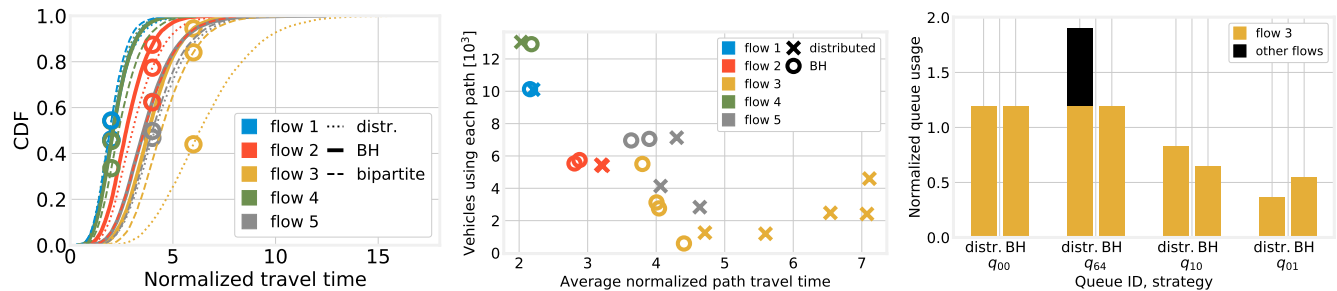 CDF
1.0
0.8
0.6
0.4
0.2
0.0
0 5 10 15
Normalized travel time
flow 1 distr.
flow 2 BH
flow 3 bipartite
flow 4
flow 5
Vehicles using each path [10³]
12
10
8
6
4
2
0
2 3 4 5 6 7
Average normalized path travel time
flow 1 distributed
flow 2 BH
flow 3
flow 4
flow 5
Normalized queue usage
2.0
1.5
1.0
0.5
0.0
flow 3
other flows
distr. BH distr. BH distr. BH distr. BH
q₀₀ q₆₄ q₁₀ q₀₁
Queue ID, strategy